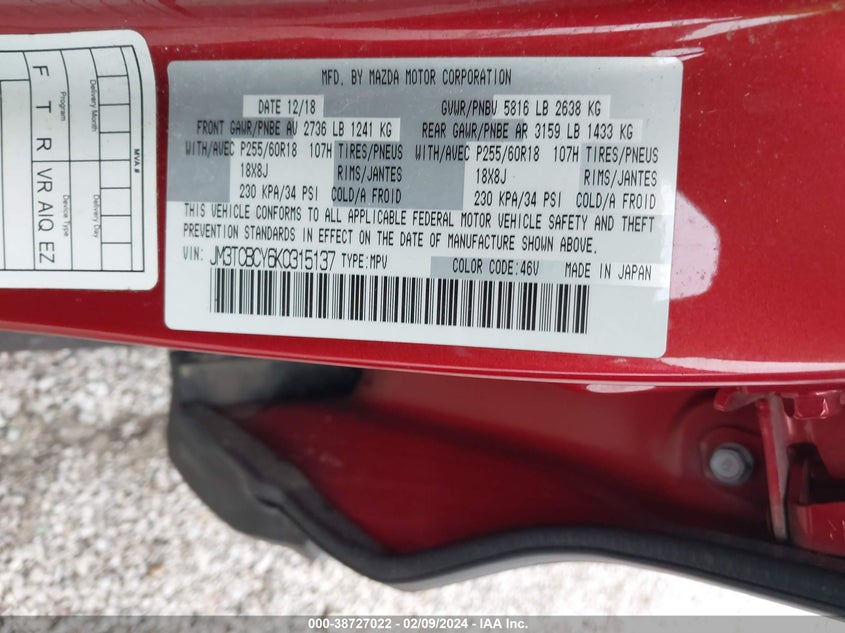 MFD. BY MAZDA MOTOR CORPORATION
DATE 12/18 GVWR/PNBV 5816 LB 2638 KG
FRONT GAWR/PNBE AV 2736 LB 1241 KG REAR GAWR/PNBE AR 3159 LB 1433 KG
WITH/AVEC P255/60R18 107H TIRES/PNEUS WITH/AVEC P255/60R18 107H TIRES/PNEUS
18X8J RIMS/JANTES 18X8J RIMS/JANTES
230 KPA/34 PSI COLD/A FROID 230 KPA/34 PSI COLD/A FROID
THIS VEHICLE CONFORMS TO ALL APPLICABLE FEDERAL MOTOR VEHICLE SAFETY AND THEFT
PREVENTION STANDARDS IN EFFECT ON THE DATE OF MANUFACTURE SHOWN ABOVE.
VIN: JM3TCBCY6K0315137 TYPE:MPV COLOR CODE:46V MADE IN JAPAN
MVA#
Delivery Month Delivery Day
Program Device Type
F T R VR AIQ EZ
100% -CONVERTED- 000-38727022 - 02/09/2024 - IAA Inc.